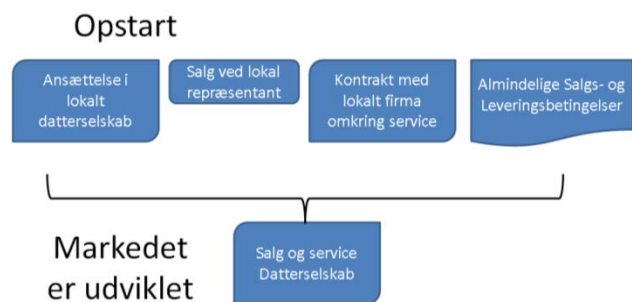 Opstart
Ansættelse i
lokalt
datterselskab
Salg ved lokal
repræsentant
Kontrakt med
lokalt firma
omkring service
Almindelige Salgs- og
Leveringsbetingelser
Markedet
er udviklet
Salg og service
Datterselskab